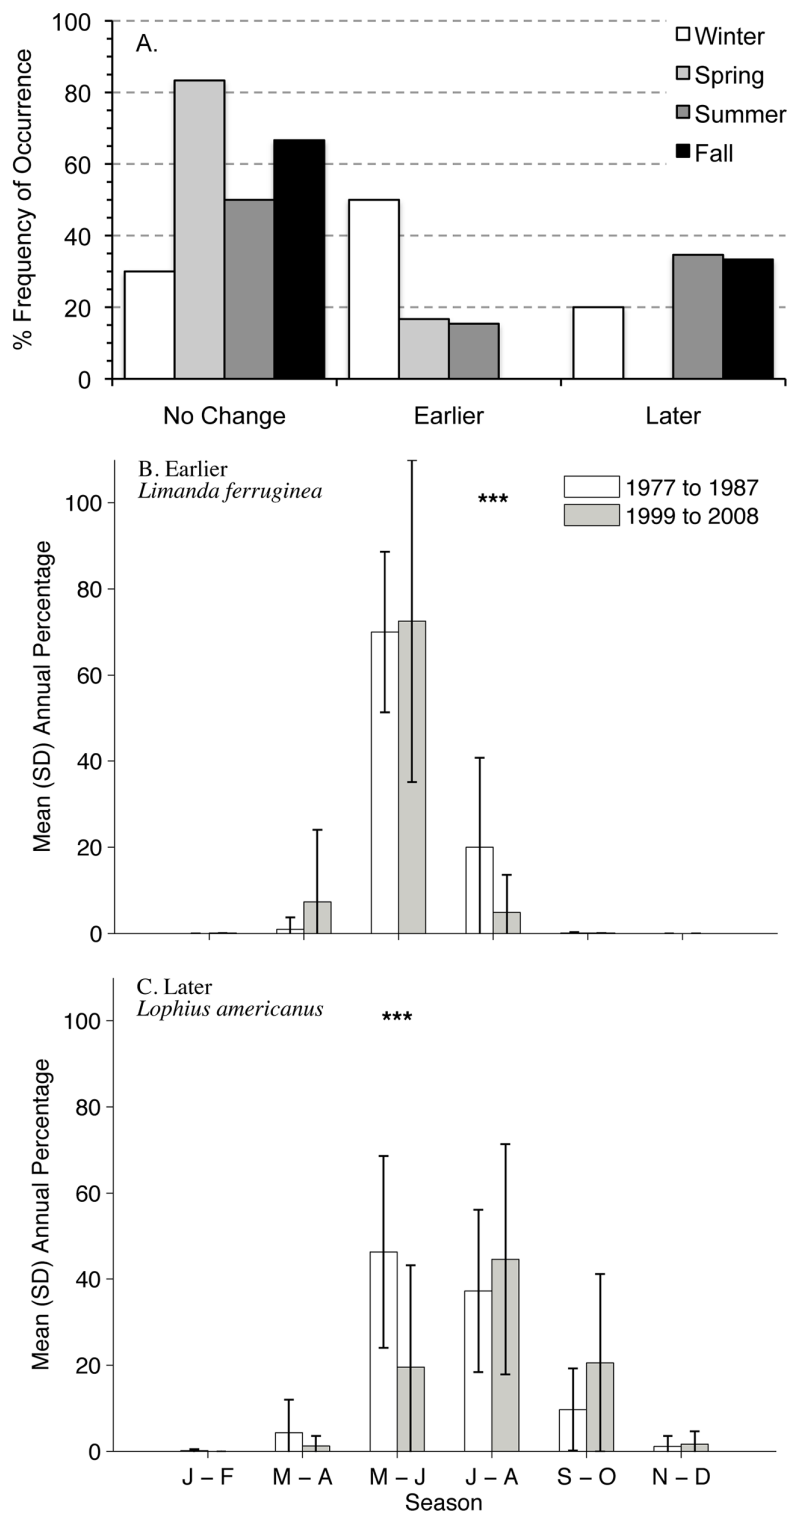 A.
Winter
Spring
Summer
Fall
% Frequency of Occurrence
100
80
60
40
20
0
No Change Earlier Later
B. Earlier
Limanda ferruginea
***
1977 to 1987
1999 to 2008
Mean (SD) Annual Percentage
100
80
60
40
20
0
C. Later
Lophius americanus
***
Mean (SD) Annual Percentage
100
80
60
40
20
0
J – F M – A M – J J – A S – O N – D
Season